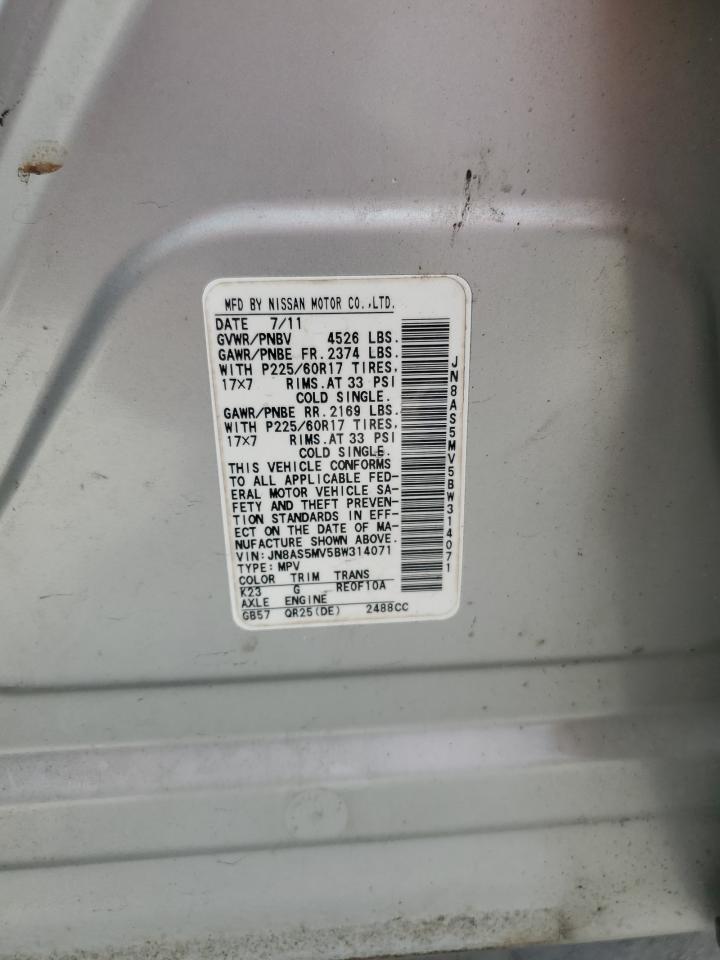 MFD BY NISSAN MOTOR CO.,LTD.
DATE 7/11
GVWR/PNBV 4526 LBS.
GAWR/PNBE FR. 2374 LBS.
WITH P225/60R17 TIRES,
17×7 RIMS.AT 33 PSI
COLD SINGLE.
GAWR/PNBE RR. 2169 LBS.
WITH P225/60R17 TIRES,
17×7 RIMS.AT 33 PSI
COLD SINGLE.
THIS VEHICLE CONFORMS
TO ALL APPLICABLE FED-
ERAL MOTOR VEHICLE SA-
FETY AND THEFT PREVEN-
TION STANDARDS IN EFF-
ECT ON THE DATE OF MA-
NUFACTURE SHOWN ABOVE.
VIN:JN8AS5MV5BW314071
TYPE: MPV
COLOR TRIM TRANS
K23 G RE0F10A
AXLE ENGINE
GB57 QR25(DE) 2488CC
JN8AS5MV5BW314071